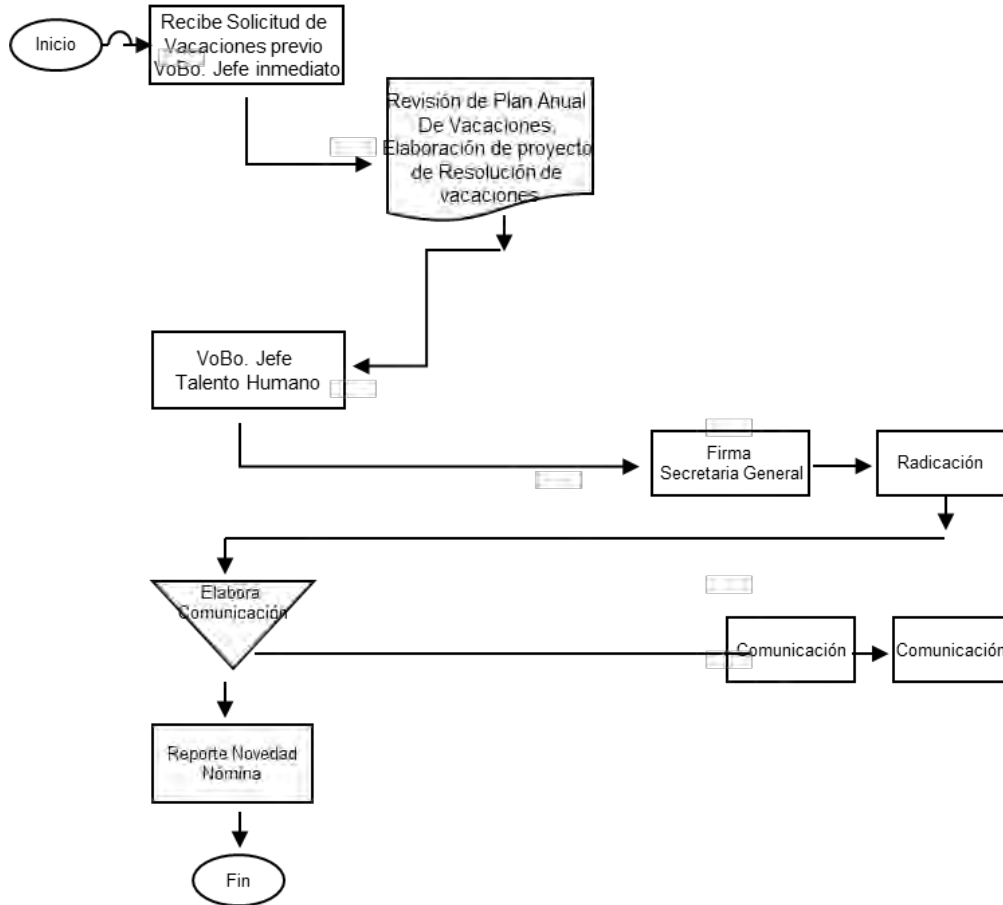 Inicio
Recibe Solicitud de
Vacaciones previo
VoBo. Jefe inmediato
Revisión de Plan Anual
De Vacaciones,
Elaboración de proyecto
de Resolución de
vacaciones
VoBo. Jefe
Talento Humano
Firma
Secretaria General
Radicación
Elabora
Comunicación
Comunicación
Comunicación
Reporte Novedad
Nómina
Fin